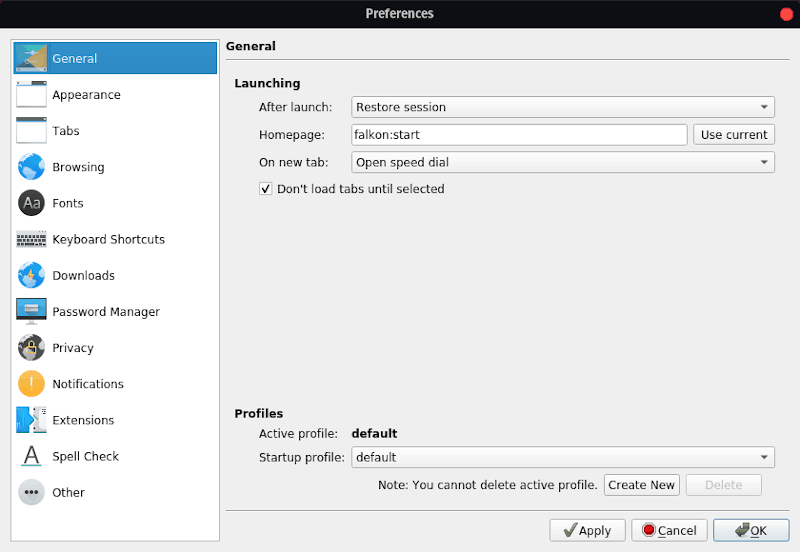 Preferences
General
Appearance
Tabs
Browsing
Aa Fonts
Keyboard Shortcuts
Downloads
Password Manager
Privacy
Notifications
Extensions
A Spell Check
Other
General
Launching
After launch: Restore session
Homepage: falkon:start Use current
On new tab: Open speed dial
Don't load tabs until selected
Profiles
Active profile: default
Startup profile: default
Note: You cannot delete active profile. Create New Delete
Apply Cancel OK